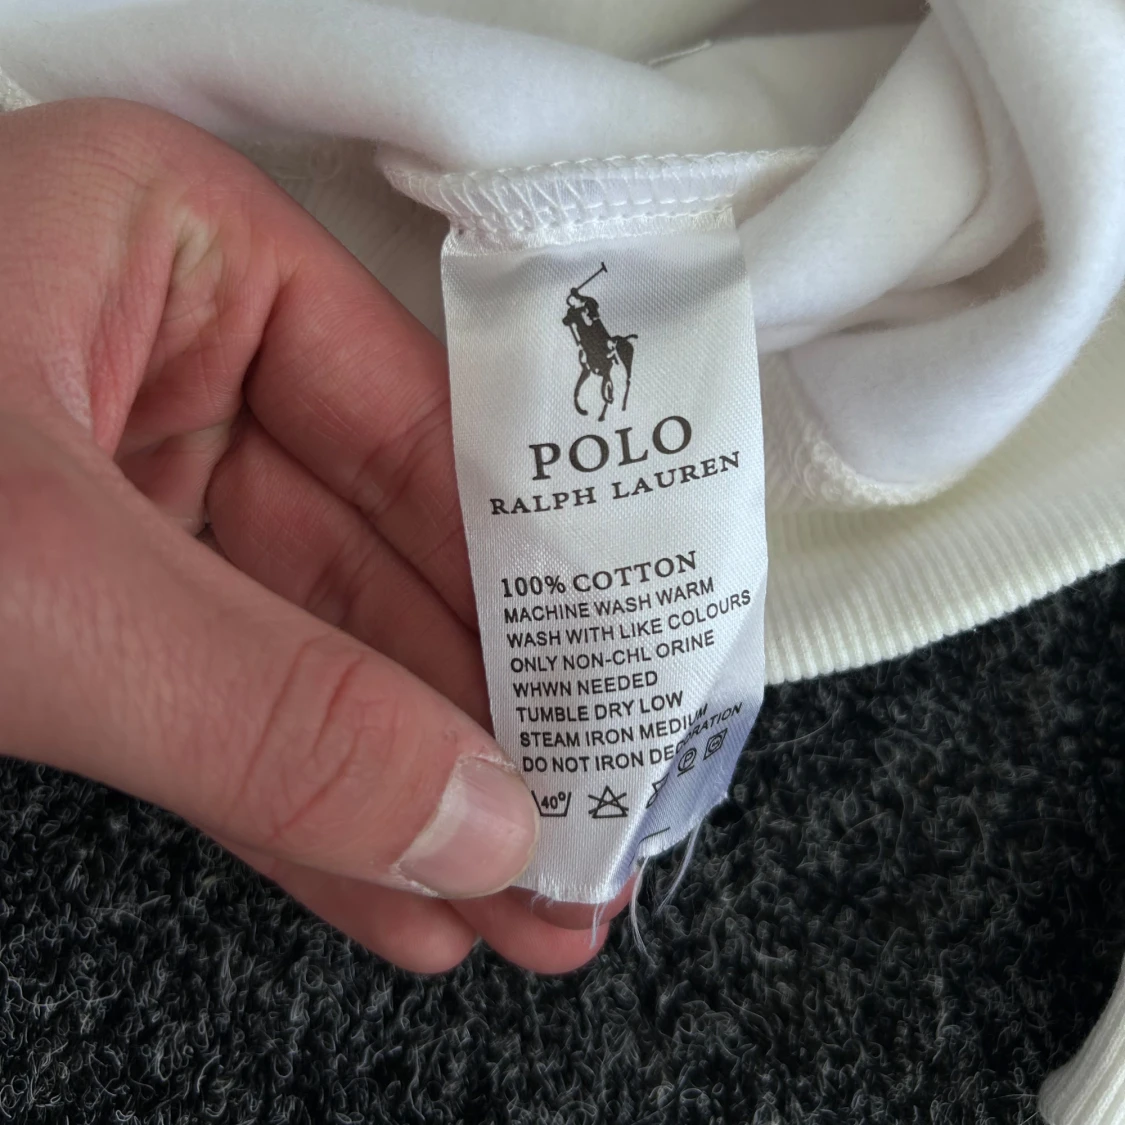 POLO
RALPH LAUREN
100% COTTON
MACHINE WASH WARM
WASH WITH LIKE COLOURS
ONLY NON-CHL ORINE
WHWN NEEDED
TUMBLE DRY LOW
STEAM IRON MEDIUM
DO NOT IRON DECORATION
40°